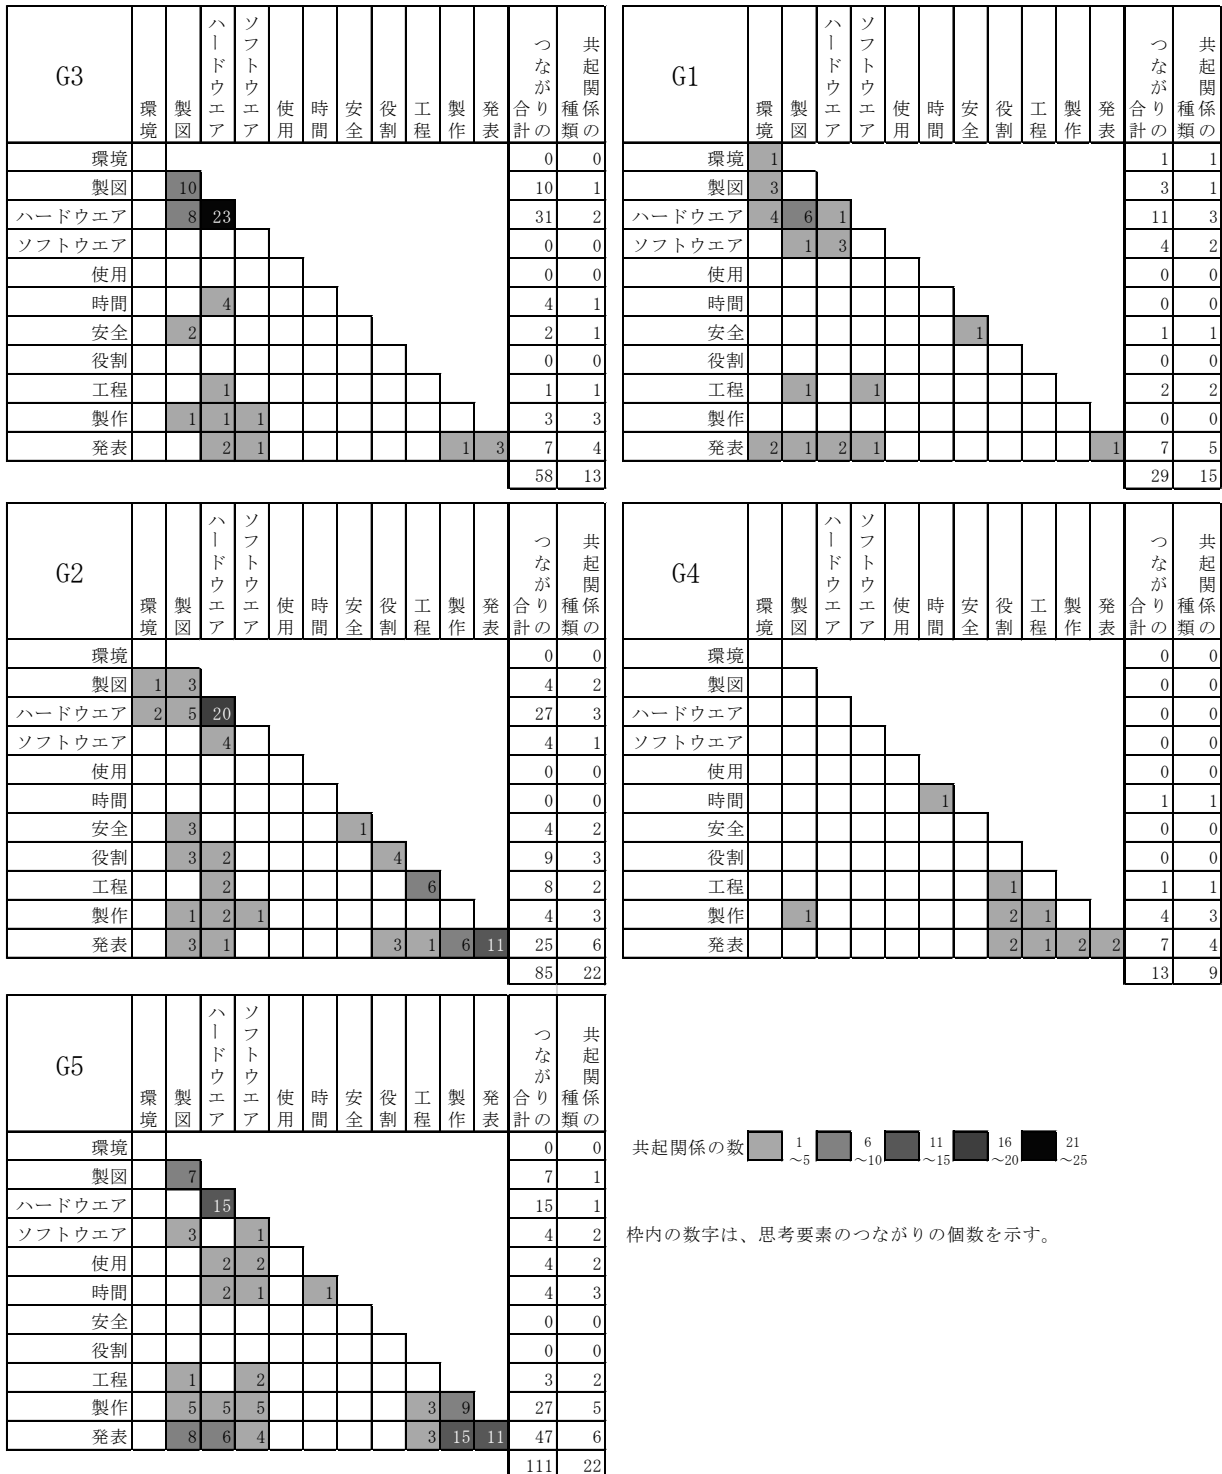 G3 環境 製図 ハードウエア ソフトウエア 使用 時間 安全 役割 工程 製作 発表 つながりの合計 共起関係の種類
環境 0 0
製図 10 10 1
ハードウエア 8 23 31 2
ソフトウエア 0 0
使用 0 0
時間 4 4 1
安全 2 2 1
役割 0 0
工程 1 1 1
製作 1 1 1 3 3
発表 2 1 1 3 7 4
58 13
G1 環境 製図 ハードウエア ソフトウエア 使用 時間 安全 役割 工程 製作 発表 つながりの合計 共起関係の種類
環境 1 1 1
製図 3 3 1
ハードウエア 4 6 1 11 3
ソフトウエア 1 3 4 2
使用 0 0
時間 0 0
安全 1 1 1
役割 0 0
工程 1 1 2 2
製作 0 0
発表 2 1 2 1 1 7 5
29 15
G2 環境 製図 ハードウエア ソフトウエア 使用 時間 安全 役割 工程 製作 発表 つながりの合計 共起関係の種類
環境 0 0
製図 1 3 4 2
ハードウエア 2 5 20 27 3
ソフトウエア 4 4 1
使用 0 0
時間 0 0
安全 3 1 4 2
役割 3 2 4 9 3
工程 2 6 8 2
製作 1 2 1 4 3
発表 3 1 3 1 6 11 25 6
85 22
G4 環境 製図 ハードウエア ソフトウエア 使用 時間 安全 役割 工程 製作 発表 つながりの合計 共起関係の種類
環境 0 0
製図 0 0
ハードウエア 0 0
ソフトウエア 0 0
使用 0 0
時間 1 1 1
安全 0 0
役割 0 0
工程 1 1 1
製作 1 2 1 4 3
発表 2 1 2 2 7 4
13 9
G5 環境 製図 ハードウエア ソフトウエア 使用 時間 安全 役割 工程 製作 発表 つながりの合計 共起関係の種類
環境 0 0
製図 7 7 1
ハードウエア 15 15 1
ソフトウエア 3 1 4 2
使用 2 2 4 2
時間 2 1 1 4 3
安全 0 0
役割 0 0
工程 1 2 3 2
製作 5 5 5 3 9 27 5
発表 8 6 4 3 15 11 47 6
111 22
共起関係の数 1～5 6～10 11～15 16～20 21～25
枠内の数字は、思考要素のつながりの個数を示す。